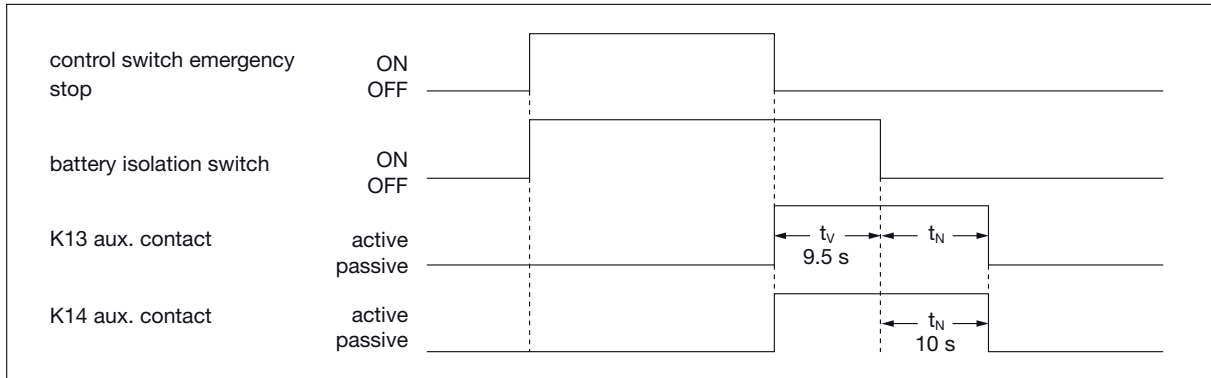 control switch emergency
stop
ON
OFF
battery isolation switch
ON
OFF
K13 aux. contact
active
passive
tV
9.5 s
tN
K14 aux. contact
active
passive
tN
10 s